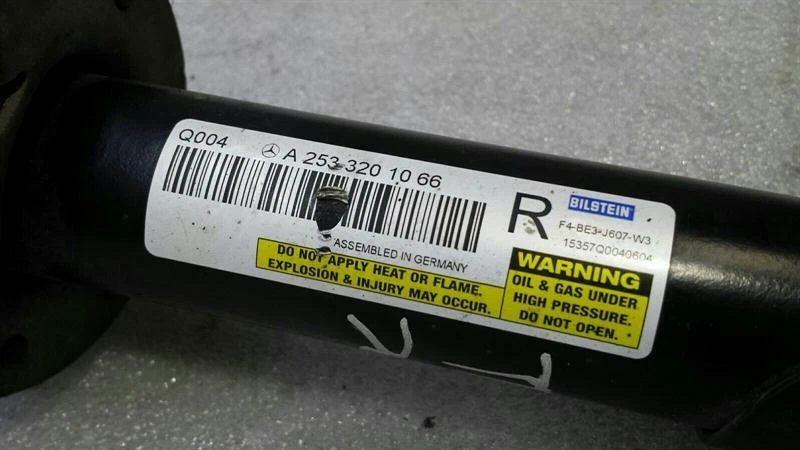 Q004 A 253 320 10 66
R BILSTEIN
F4-BE3-J607-W3
15357Q0040604
ASSEMBLED IN GERMANY
DO NOT APPLY HEAT OR FLAME.
EXPLOSION & INJURY MAY OCCUR.
WARNING
OIL & GAS UNDER
HIGH PRESSURE.
DO NOT OPEN.